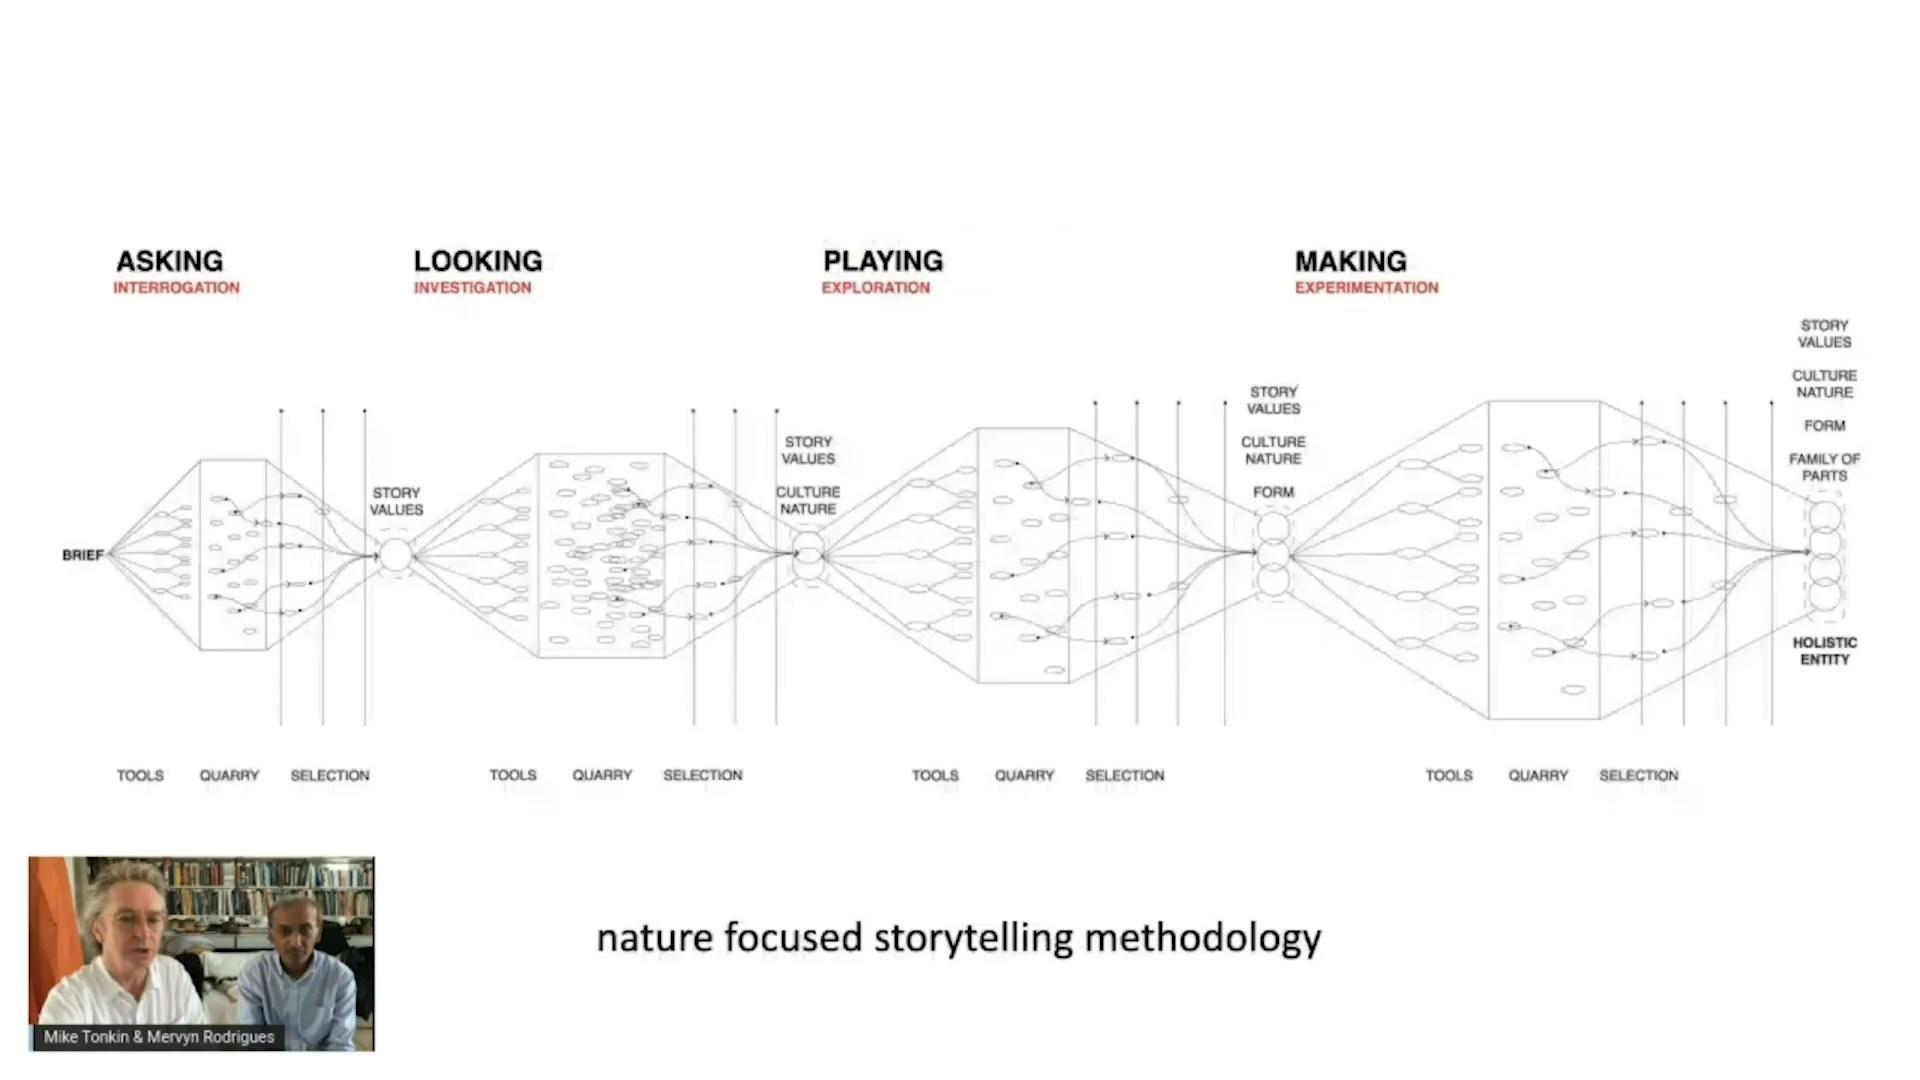 ASKING
INTERROGATION
LOOKING
INVESTIGATION
PLAYING
EXPLORATION
MAKING
EXPERIMENTATION
BRIEF
STORY
VALUES
STORY
VALUES
CULTURE
NATURE
STORY
VALUES
CULTURE
NATURE
FORM
STORY
VALUES
CULTURE
NATURE
FORM
FAMILY OF
PARTS
HOLISTIC
ENTITY
TOOLS QUARRY SELECTION
TOOLS QUARRY SELECTION
TOOLS QUARRY SELECTION
TOOLS QUARRY SELECTION
nature focused storytelling methodology
Mike Tonkin & Mervyn Rodrigues